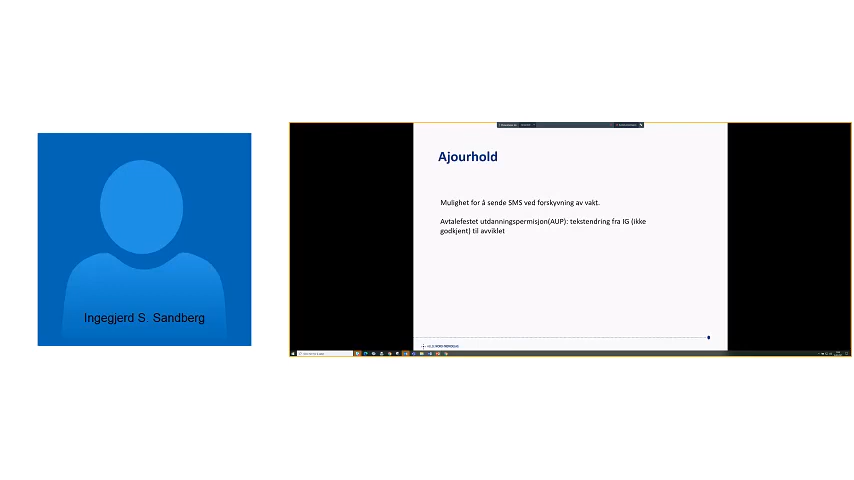 Ajourhold
Mulighet for å sende SMS ved forskyvning av vakt.
Avtalefestet utdanningspermisjon(AUP): tekstendring fra IG (ikke
godkjent) til avviklet
Ingegjerd S. Sandberg